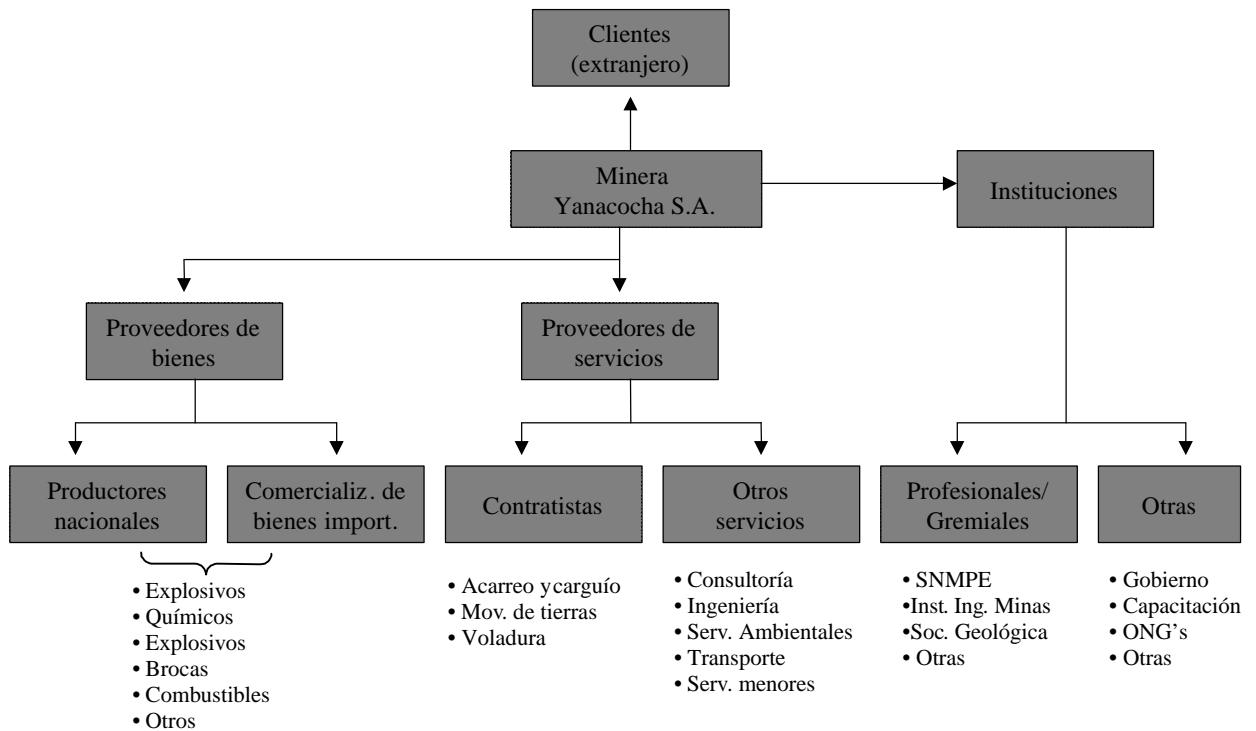 Clientes
(extranjero)
Minera
Yanacocha S.A.
Instituciones
Proveedores de
bienes
Proveedores de
servicios
Productores
nacionales
Comercializ. de
bienes import.
Contratistas
Otros
servicios
Profesionales/
Gremiales
Otras
• Explosivos
• Químicos
• Explosivos
• Brocas
• Combustibles
• Otros
• Acarreo ycarguío
• Mov. de tierras
• Voladura
• Consultoría
• Ingeniería
• Serv. Ambientales
• Transporte
• Serv. menores
• SNMPE
•Inst. Ing. Minas
•Soc. Geológica
• Otras
• Gobierno
• Capacitación
• ONG’s
• Otras